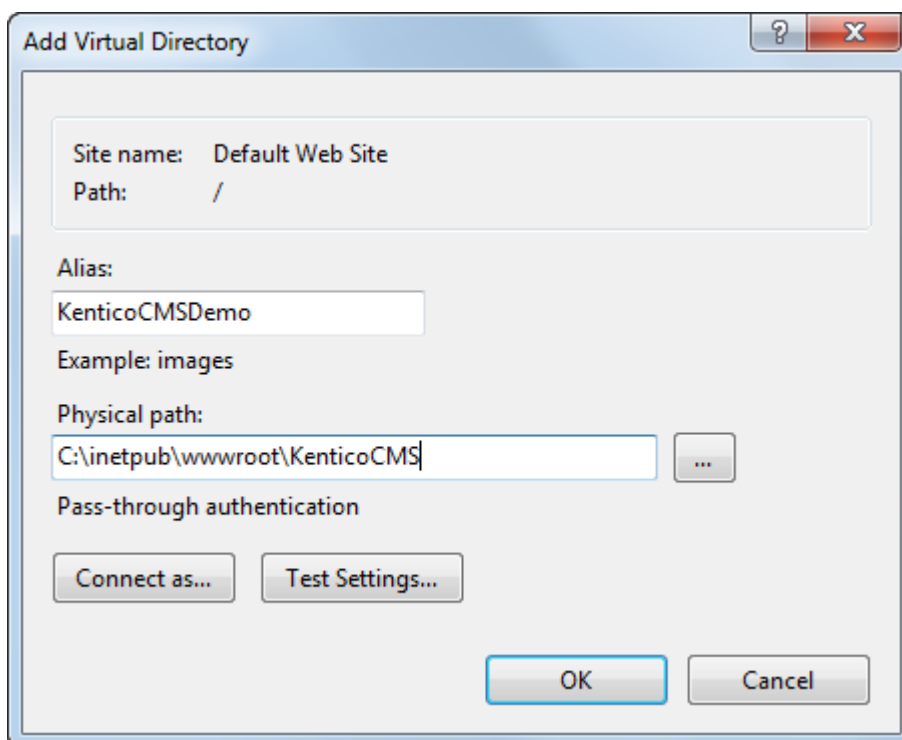 Add Virtual Directory
?
Site name: Default Web Site
Path: /
Alias:
KenticoCMSDemo
Example: images
Physical path:
C:\inetpub\wwwroot\KenticoCMS
...
Pass-through authentication
Connect as... Test Settings...
OK Cancel